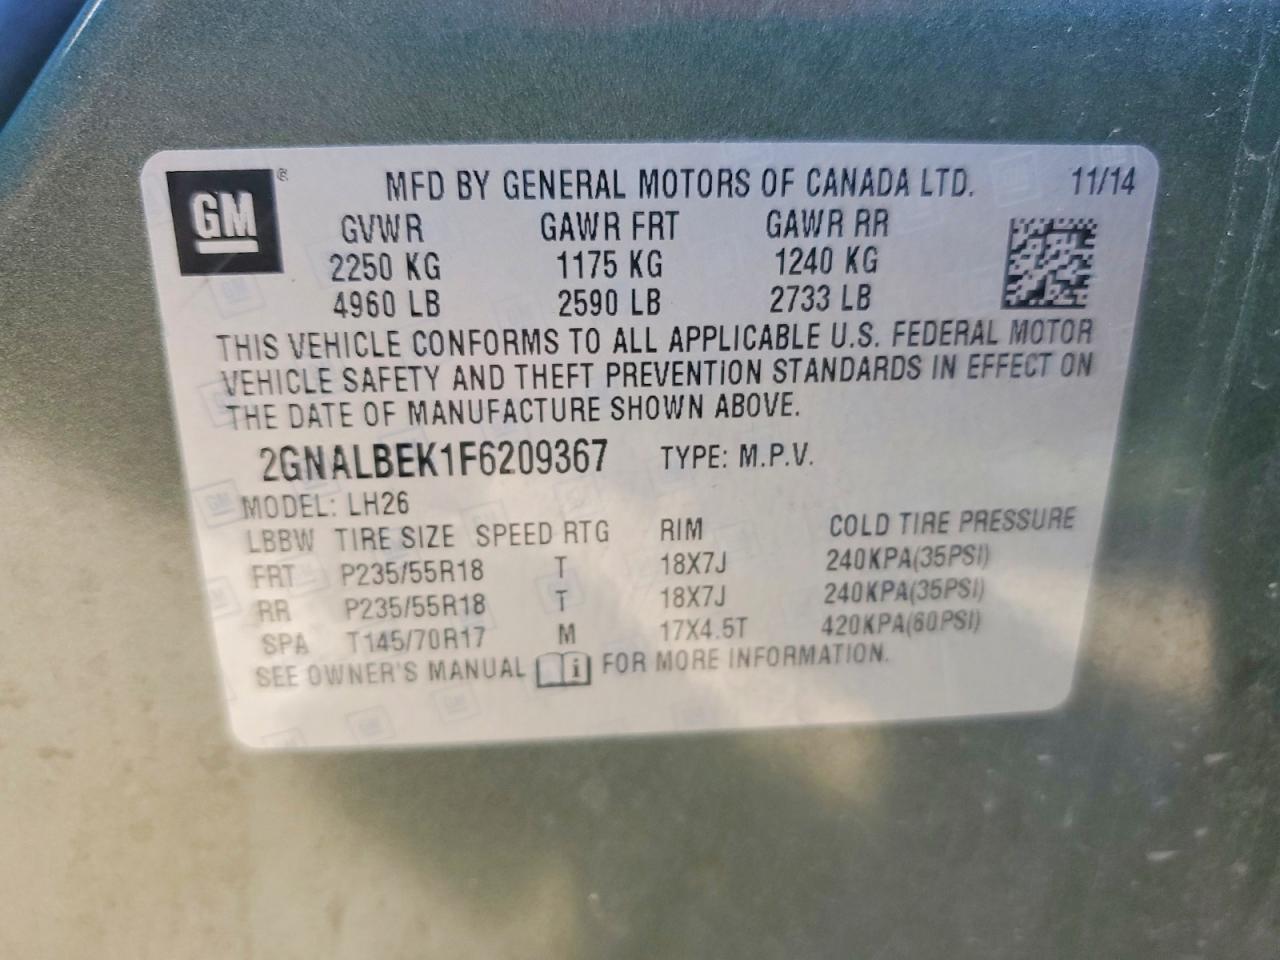 GM ®
MFD BY GENERAL MOTORS OF CANADA LTD. 11/14
GVWR GAWR FRT GAWR RR
2250 KG 1175 KG 1240 KG
4960 LB 2590 LB 2733 LB
THIS VEHICLE CONFORMS TO ALL APPLICABLE U.S. FEDERAL MOTOR
VEHICLE SAFETY AND THEFT PREVENTION STANDARDS IN EFFECT ON
THE DATE OF MANUFACTURE SHOWN ABOVE.
2GNALBEK1F6209367 TYPE: M.P.V.
MODEL: LH26
LBBW TIRE SIZE SPEED RTG RIM COLD TIRE PRESSURE
FRT P235/55R18 T 18X7J 240KPA(35PSI)
RR P235/55R18 T 18X7J 240KPA(35PSI)
SPA T145/70R17 M 17X4.5T 420KPA(60PSI)
SEE OWNER'S MANUAL i FOR MORE INFORMATION.